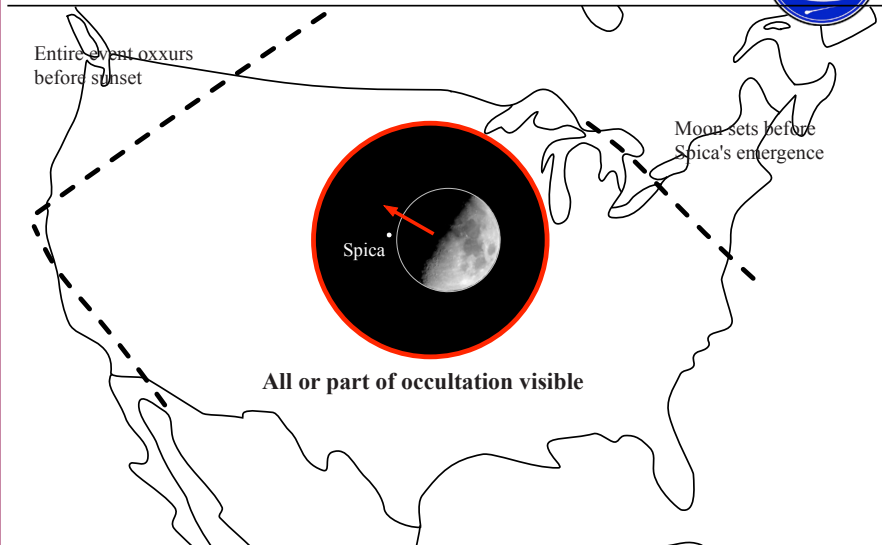 Entire event oxxurs
before sunset
Moon sets before
Spica's emergence
Spica
All or part of occultation visible